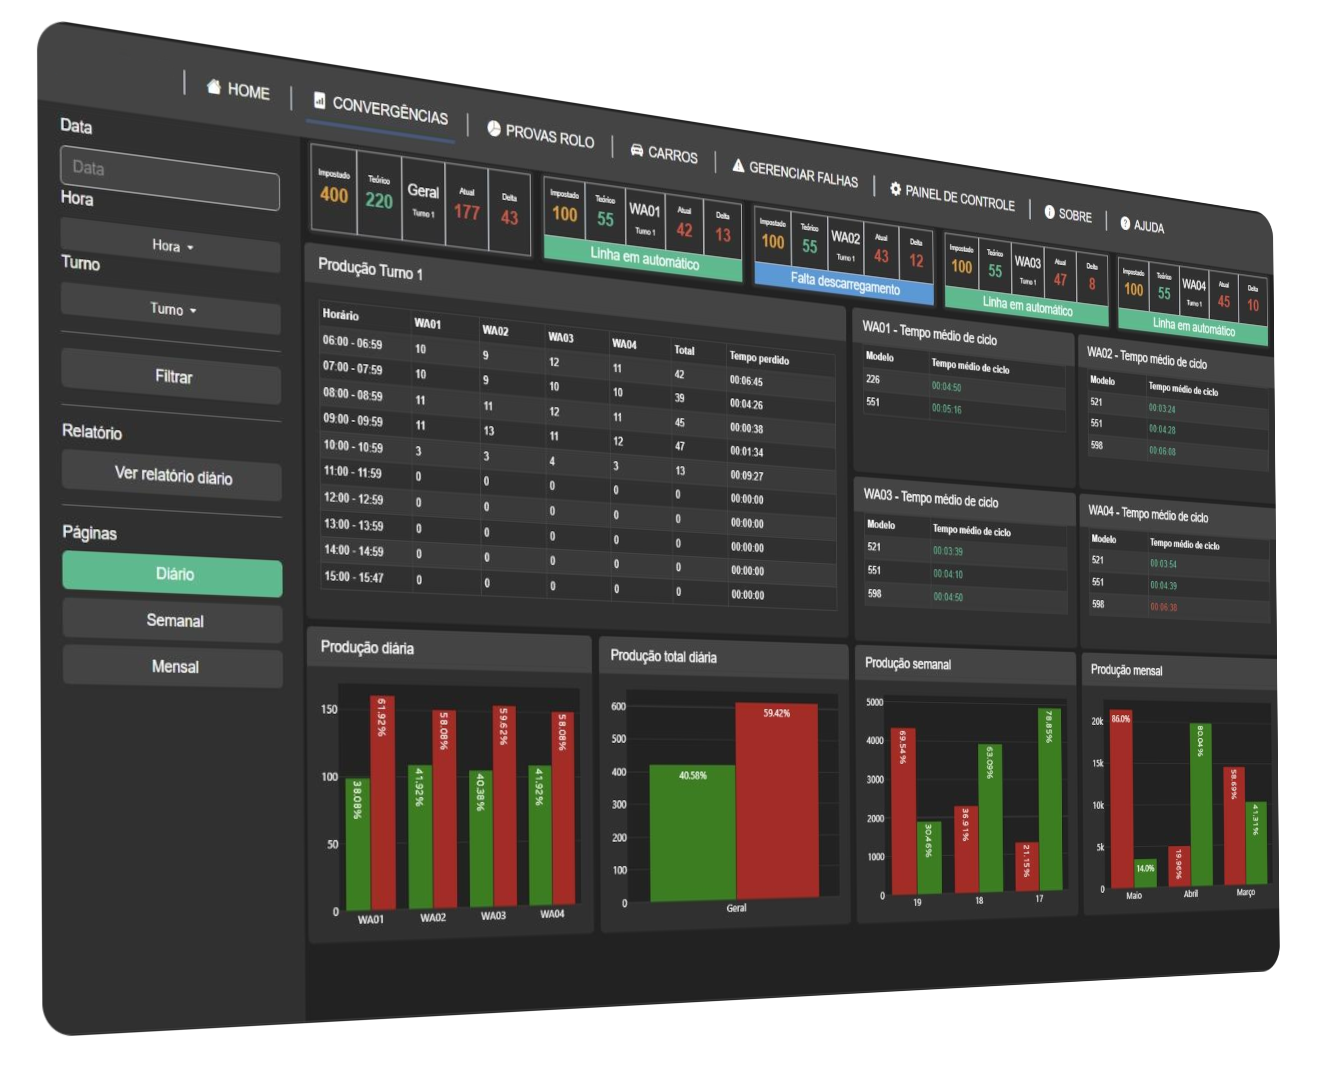 HOME
CONVERGÊNCIAS
PROVAS ROLO
CARROS
GERENCIAR FALHAS
PAINEL DE CONTROLE
SOBRE
AJUDA
Data
Data
Hora
Hora
Turno
Turno
Filtrar
Relatório
Ver relatório diário
Páginas
Diário
Semanal
Mensal
Impostado Teórico Geral Atual Delta
400 220 Turno 1 177 43
Impostado Teórico WA01 Atual Delta
100 55 Turno 1 42 13
Linha em automático
Impostado Teórico WA02 Atual Delta
100 55 Turno 1 43 12
Falta descarregamento
Impostado Teórico WA03 Atual Delta
100 55 Turno 1 47 8
Linha em automático
Impostado Teórico WA04 Atual Delta
100 55 Turno 1 45 10
Linha em automático
Produção Turno 1
Horário WA01 WA02 WA03 WA04 Total Tempo perdido
06:00 - 06:59 10 9 12 11 42 00:06:45
07:00 - 07:59 10 9 10 10 39 00:04:26
08:00 - 08:59 11 11 12 11 45 00:00:38
09:00 - 09:59 11 13 11 12 47 00:01:34
10:00 - 10:59 3 3 4 3 13 00:09:27
11:00 - 11:59 0 0 0 0 0 00:00:00
12:00 - 12:59 0 0 0 0 0 00:00:00
13:00 - 13:59 0 0 0 0 0 00:00:00
14:00 - 14:59 0 0 0 0 0 00:00:00
15:00 - 15:47 0 0 0 0 0 00:00:00
WA01 - Tempo médio de ciclo
Modelo Tempo médio de ciclo
226 00:04:50
551 00:05:16
WA02 - Tempo médio de ciclo
Modelo Tempo médio de ciclo
521 00:03:24
551 00:04:28
598 00:06:08
WA03 - Tempo médio de ciclo
Modelo Tempo médio de ciclo
521 00:03:39
551 00:04:10
598 00:04:50
WA04 - Tempo médio de ciclo
Modelo Tempo médio de ciclo
521 00:03:54
551 00:04:39
598 00:06:38
Produção diária
150
100
50
0
38.08%
61.92%
41.92%
58.08%
40.38%
59.62%
41.92%
58.08%
WA01 WA02 WA03 WA04
Produção total diária
600
500
400
300
200
100
0
40.58%
59.42%
Geral
Produção semanal
5000
4000
3000
2000
1000
0
69.54%
30.46%
36.91%
63.09%
21.15%
78.85%
19 18 17
Produção mensal
20k
15k
10k
5k
0
86.0%
14.0%
19.96%
80.04%
58.69%
41.31%
Maio Abril Março